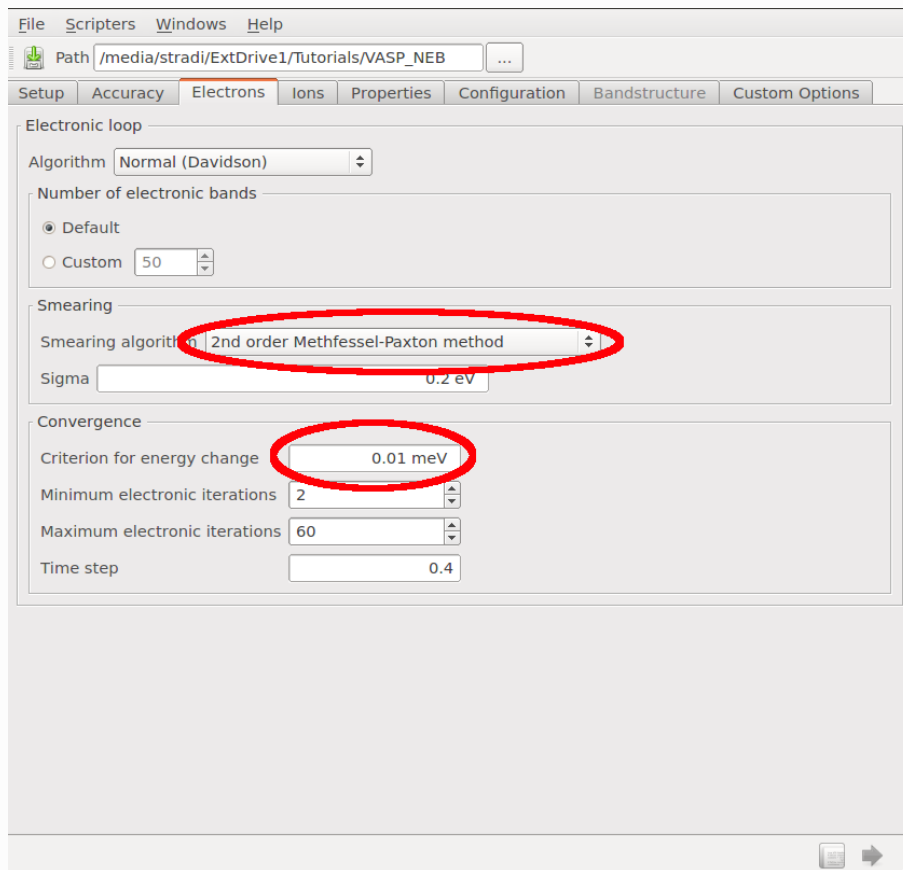 File Scripters Windows Help
Path /media/stradi/ExtDrive1/Tutorials/VASP_NEB ...
Setup Accuracy Electrons Ions Properties Configuration Bandstructure Custom Options
Electronic loop
Algorithm Normal (Davidson)
Number of electronic bands
Default
Custom 50
Smearing
Smearing algorithm 2nd order Methfessel-Paxton method
Sigma 0.2 eV
Convergence
Criterion for energy change 0.01 meV
Minimum electronic iterations 2
Maximum electronic iterations 60
Time step 0.4